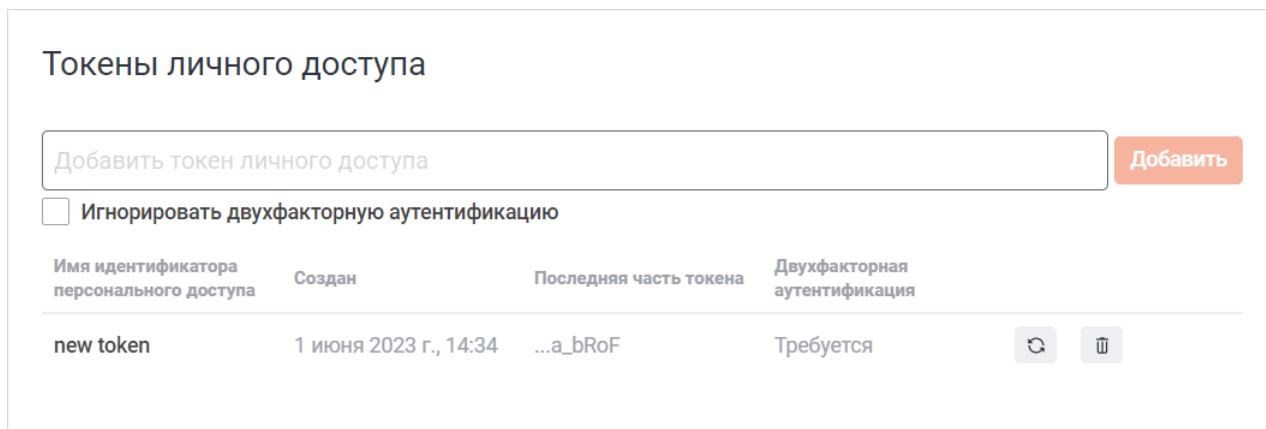 Токены личного доступа
Добавить токен личного доступа
Добавить
Игнорировать двухфакторную аутентификацию
Имя идентификатора
персонального доступа
Создан
Последняя часть токена
Двухфакторная
аутентификация
new token 1 июня 2023 г., 14:34 ...a_bRoF Требуется